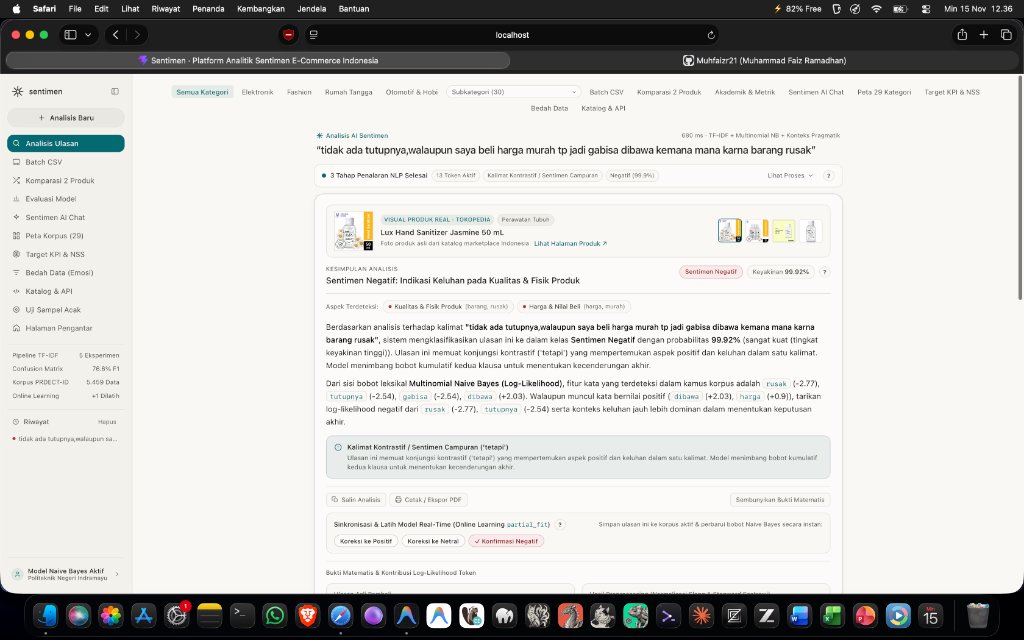 Safari File Edit Lihat Riwayat Penanda Kembangkan Jendela Bantuan
82% Free Min 15 Nov 12.36
localhost
Sentimen - Platform Analitik Sentimen E-Commerce Indonesia
Muhfaizr21 (Muhammad Faiz Ramadhan)
sentimen
+ Analisis Baru
Analisis Ulasan
Batch CSV
Komparasi 2 Produk
Evaluasi Model
Sentimen AI Chat
Peta Korpus (29)
Target KPI & NSS
Bedah Data (Emosi)
Katalog & API
Uji Sampel Acak
Halaman Pengantar
Pipeline TF-IDF 5 Eksperimen
Confusion Matrix 76.6% F1
Korpus PRDECT-ID 5.459 Data
Online Learning +1 Dilatih
Riwayat Hapus
tidak ada tutupnya,walaupun sa...
Model Naive Bayes Aktif
Politeknik Negeri Indramayu
Semua Kategori Elektronik Fashion Rumah Tangga Otomotif & Hobi Subkategori (30) Batch CSV Komparasi 2 Produk Akademik & Metrik Sentimen AI Chat Peta 29 Kategori Target KPI & NSS
Bedah Data Katalog & API
Analisis AI Sentimen 690 ms · TF-IDF + Multinomial NB + Konteks Pragmatik
"tidak ada tutupnya,walaupun saya beli harga murah tp jadi gabisa dibawa kemana mana karna barang rusak"
3 Tahap Penalaran NLP Selesai 13 Token Aktif Kalimat Kontrastif / Sentimen Campuran Negatif (99.9%) Lihat Proses ?
VISUAL PRODUK REAL · TOKOPEDIA Perawatan Tubuh
Lux Hand Sanitizer Jasmine 50 mL
Foto produk asli dari katalog marketplace Indonesia Lihat Halaman Produk ↗
KESIMPULAN ANALISIS
Sentimen Negatif: Indikasi Keluhan pada Kualitas & Fisik Produk
Sentimen Negatif Keyakinan 99.92% ?
Aspek Terdeteksi: Kualitas & Fisik Produk (barang, rusak) Harga & Nilai Beli (harga, murah)
Berdasarkan analisis terhadap kalimat "tidak ada tutupnya,walaupun saya beli harga murah tp jadi gabisa dibawa kemana mana karna
barang rusak", sistem mengklasifikasikan ulasan ini ke dalam kelas Sentimen Negatif dengan probabilitas 99.92% (sangat kuat (tingkat
keyakinan tinggi)). Ulasan ini memuat konjungsi kontrastif ('tetapi') yang mempertemukan aspek positif dan keluhan dalam satu kalimat.
Model menimbang bobot kumulatif kedua klausa untuk menentukan kecenderungan akhir.
Dari sisi bobot leksikal Multinomial Naive Bayes (Log-Likelihood), fitur kata yang terdeteksi dalam kamus korpus adalah rusak (-2.77),
tutupnya (-2.54), gabisa (-2.54), dibawa (+2.03). Walaupun muncul kata bernilai positif ( dibawa (+2.03), harga (+0.9)), tarikan
log-likelihood negatif dari rusak (-2.77), tutupnya (-2.54) serta konteks keluhan jauh lebih dominan dalam menentukan keputusan
akhir.
Kalimat Kontrastif / Sentimen Campuran ('tetapi')
Ulasan ini memuat konjungsi kontrastif ('tetapi') yang mempertemukan aspek positif dan keluhan dalam satu kalimat. Model menimbang bobot kumulatif
kedua klausa untuk menentukan kecenderungan akhir.
Salin Analisis Cetak / Ekspor PDF Sembunyikan Bukti Matematis
Sinkronisasi & Latih Model Real-Time (Online Learning partial_fit) ? Simpan ulasan ini ke korpus aktif & perbarui bobot Naive Bayes secara instan:
Koreksi ke Positif Koreksi ke Netral ✓ Konfirmasi Negatif
Bukti Matematis & Kontribusi Log-Likelihood Token
1
MIN
15